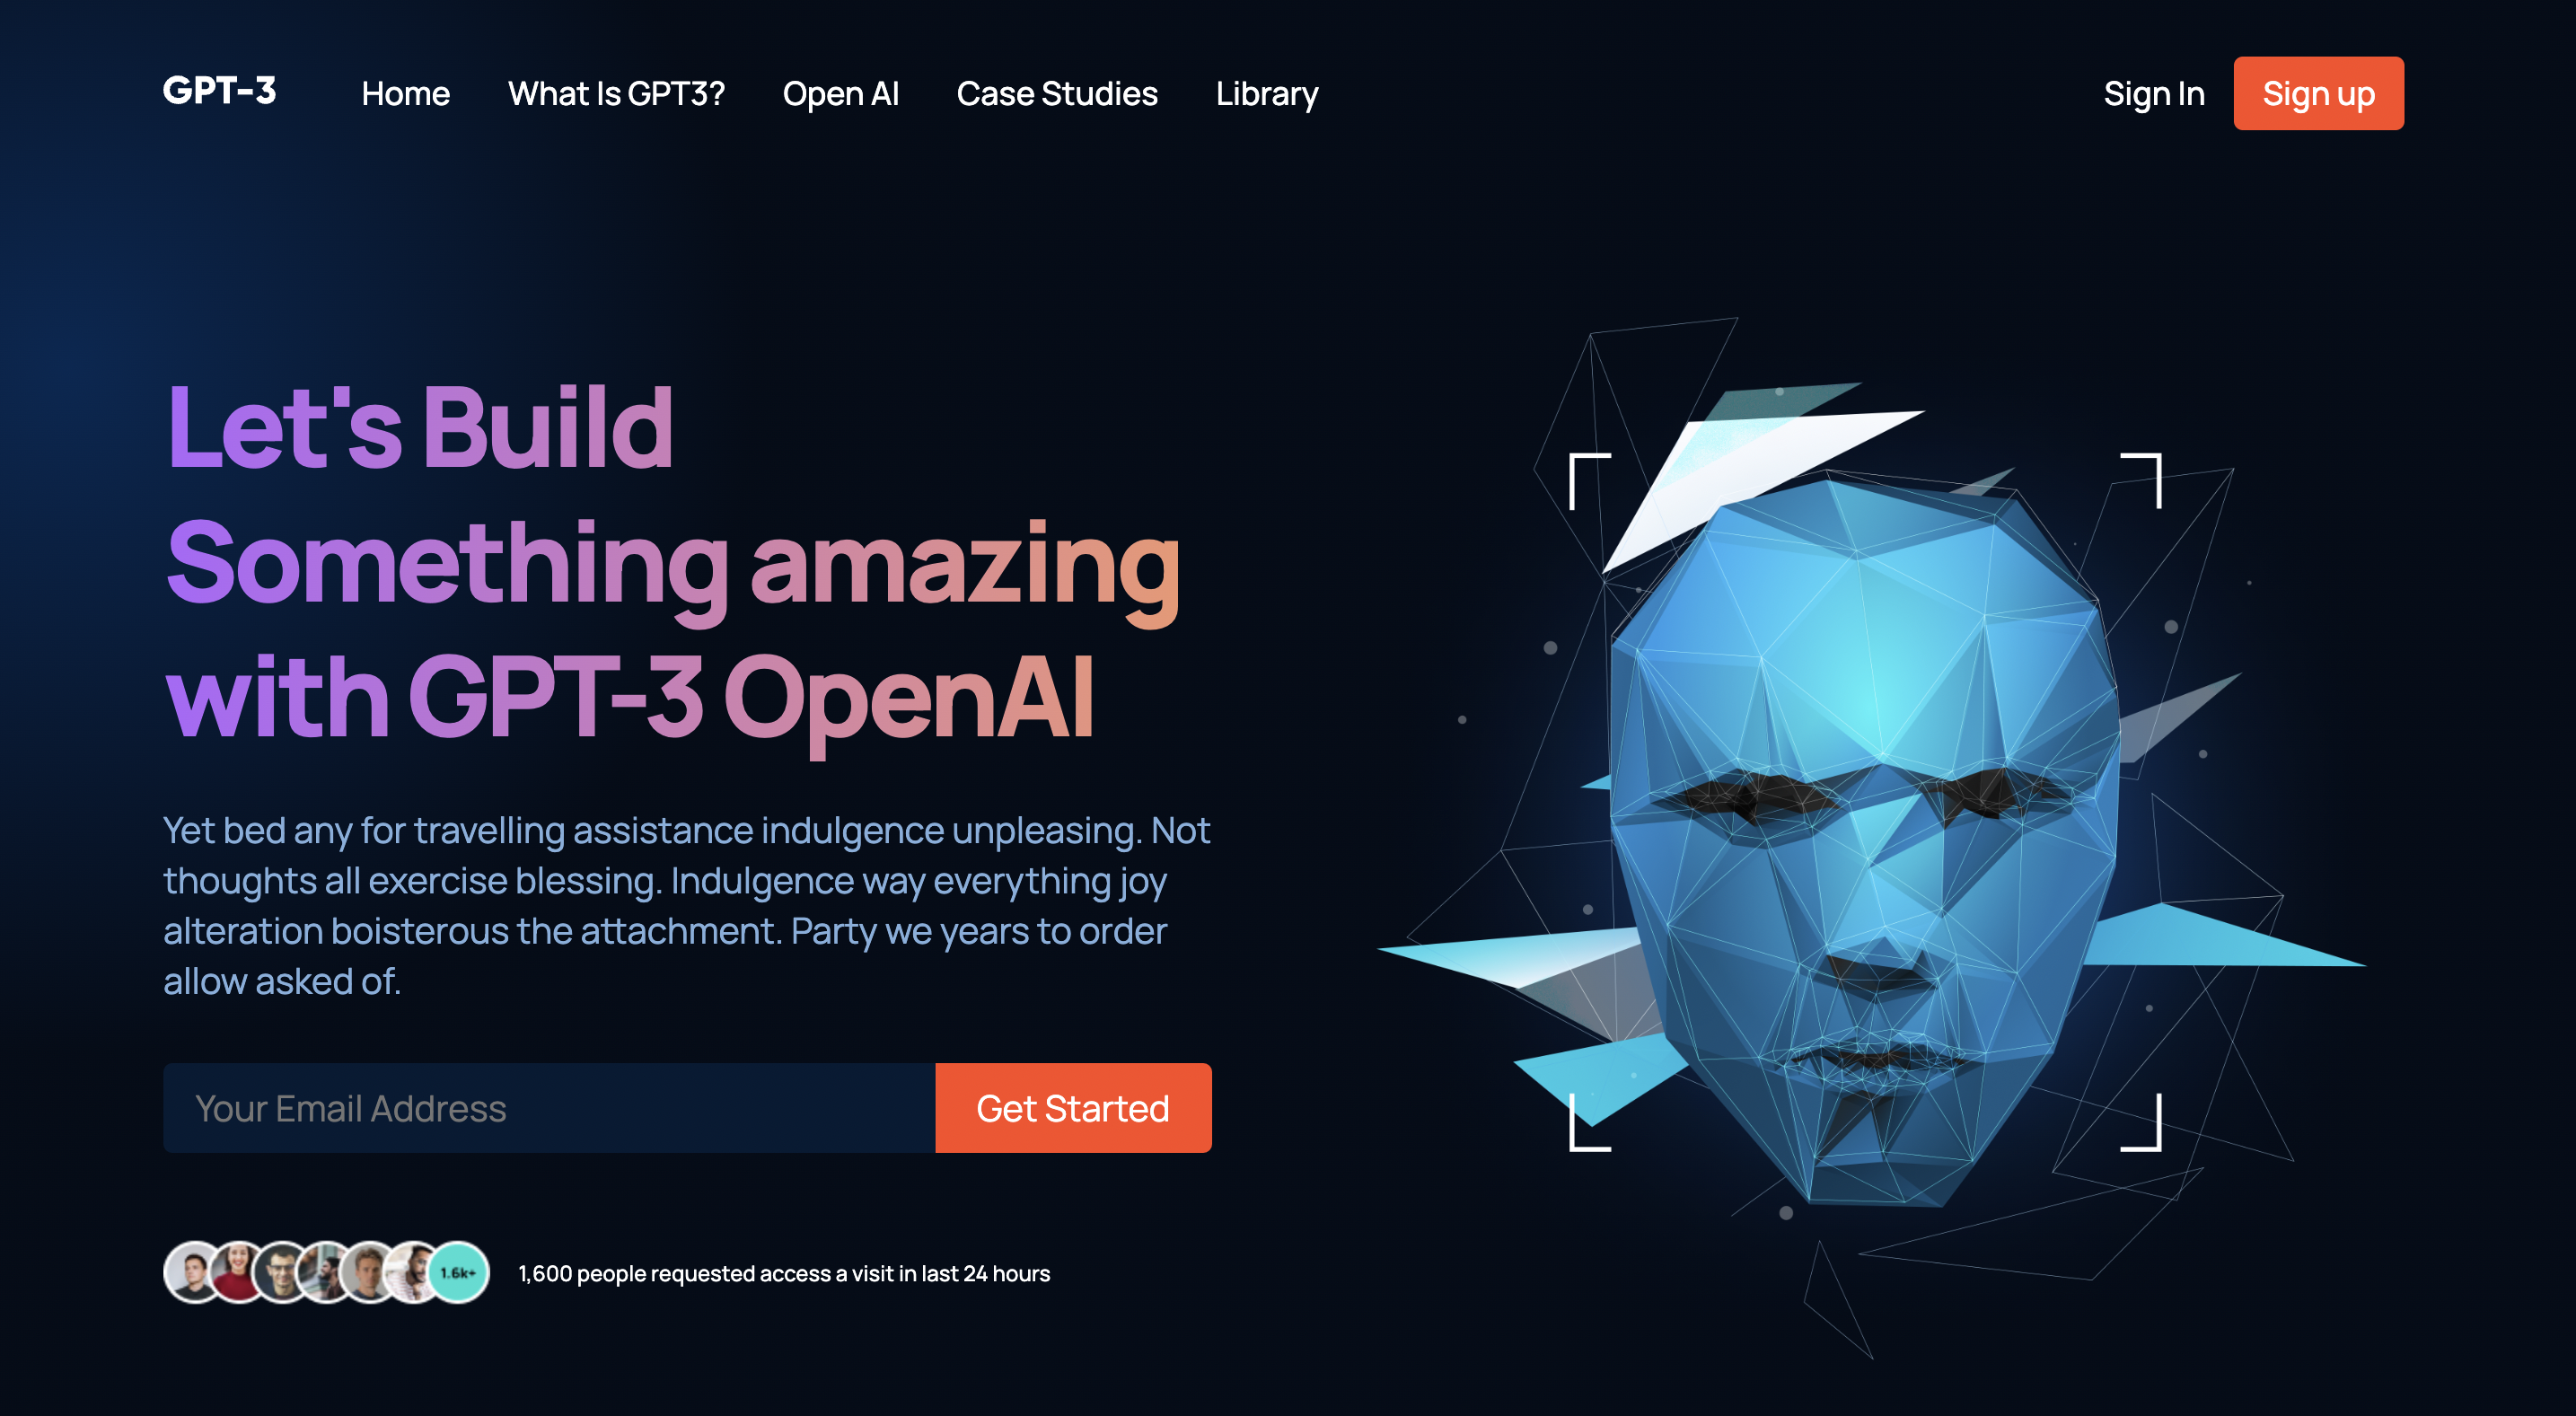 GPT-3
Home
What Is GPT3?
Open AI
Case Studies
Library
Sign In
Sign up
Let's Build
Something amazing
with GPT-3 OpenAI
Yet bed any for travelling assistance indulgence unpleasing. Not
thoughts all exercise blessing. Indulgence way everything joy
alteration boisterous the attachment. Party we years to order
allow asked of.
Your Email Address
Get Started
1.6k+
1,600 people requested access a visit in last 24 hours